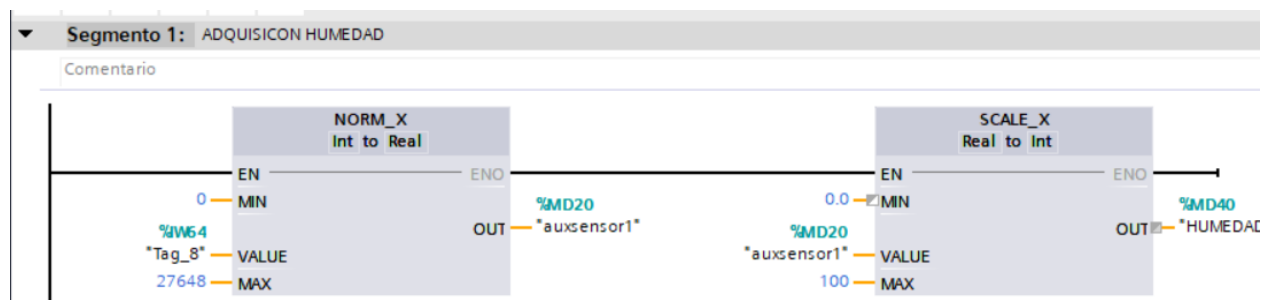 Segmento 1: ADQUISICON HUMEDAD
Comentario
NORM_X
Int to Real
EN ENO
0 MIN
%MD20
OUT "auxsensor1"
%IW64
"Tag_8" VALUE
27648 MAX
SCALE_X
Real to Int
EN ENO
0.0 MIN
%MD40
OUT "HUMEDAD
%MD20
"auxsensor1" VALUE
100 MAX